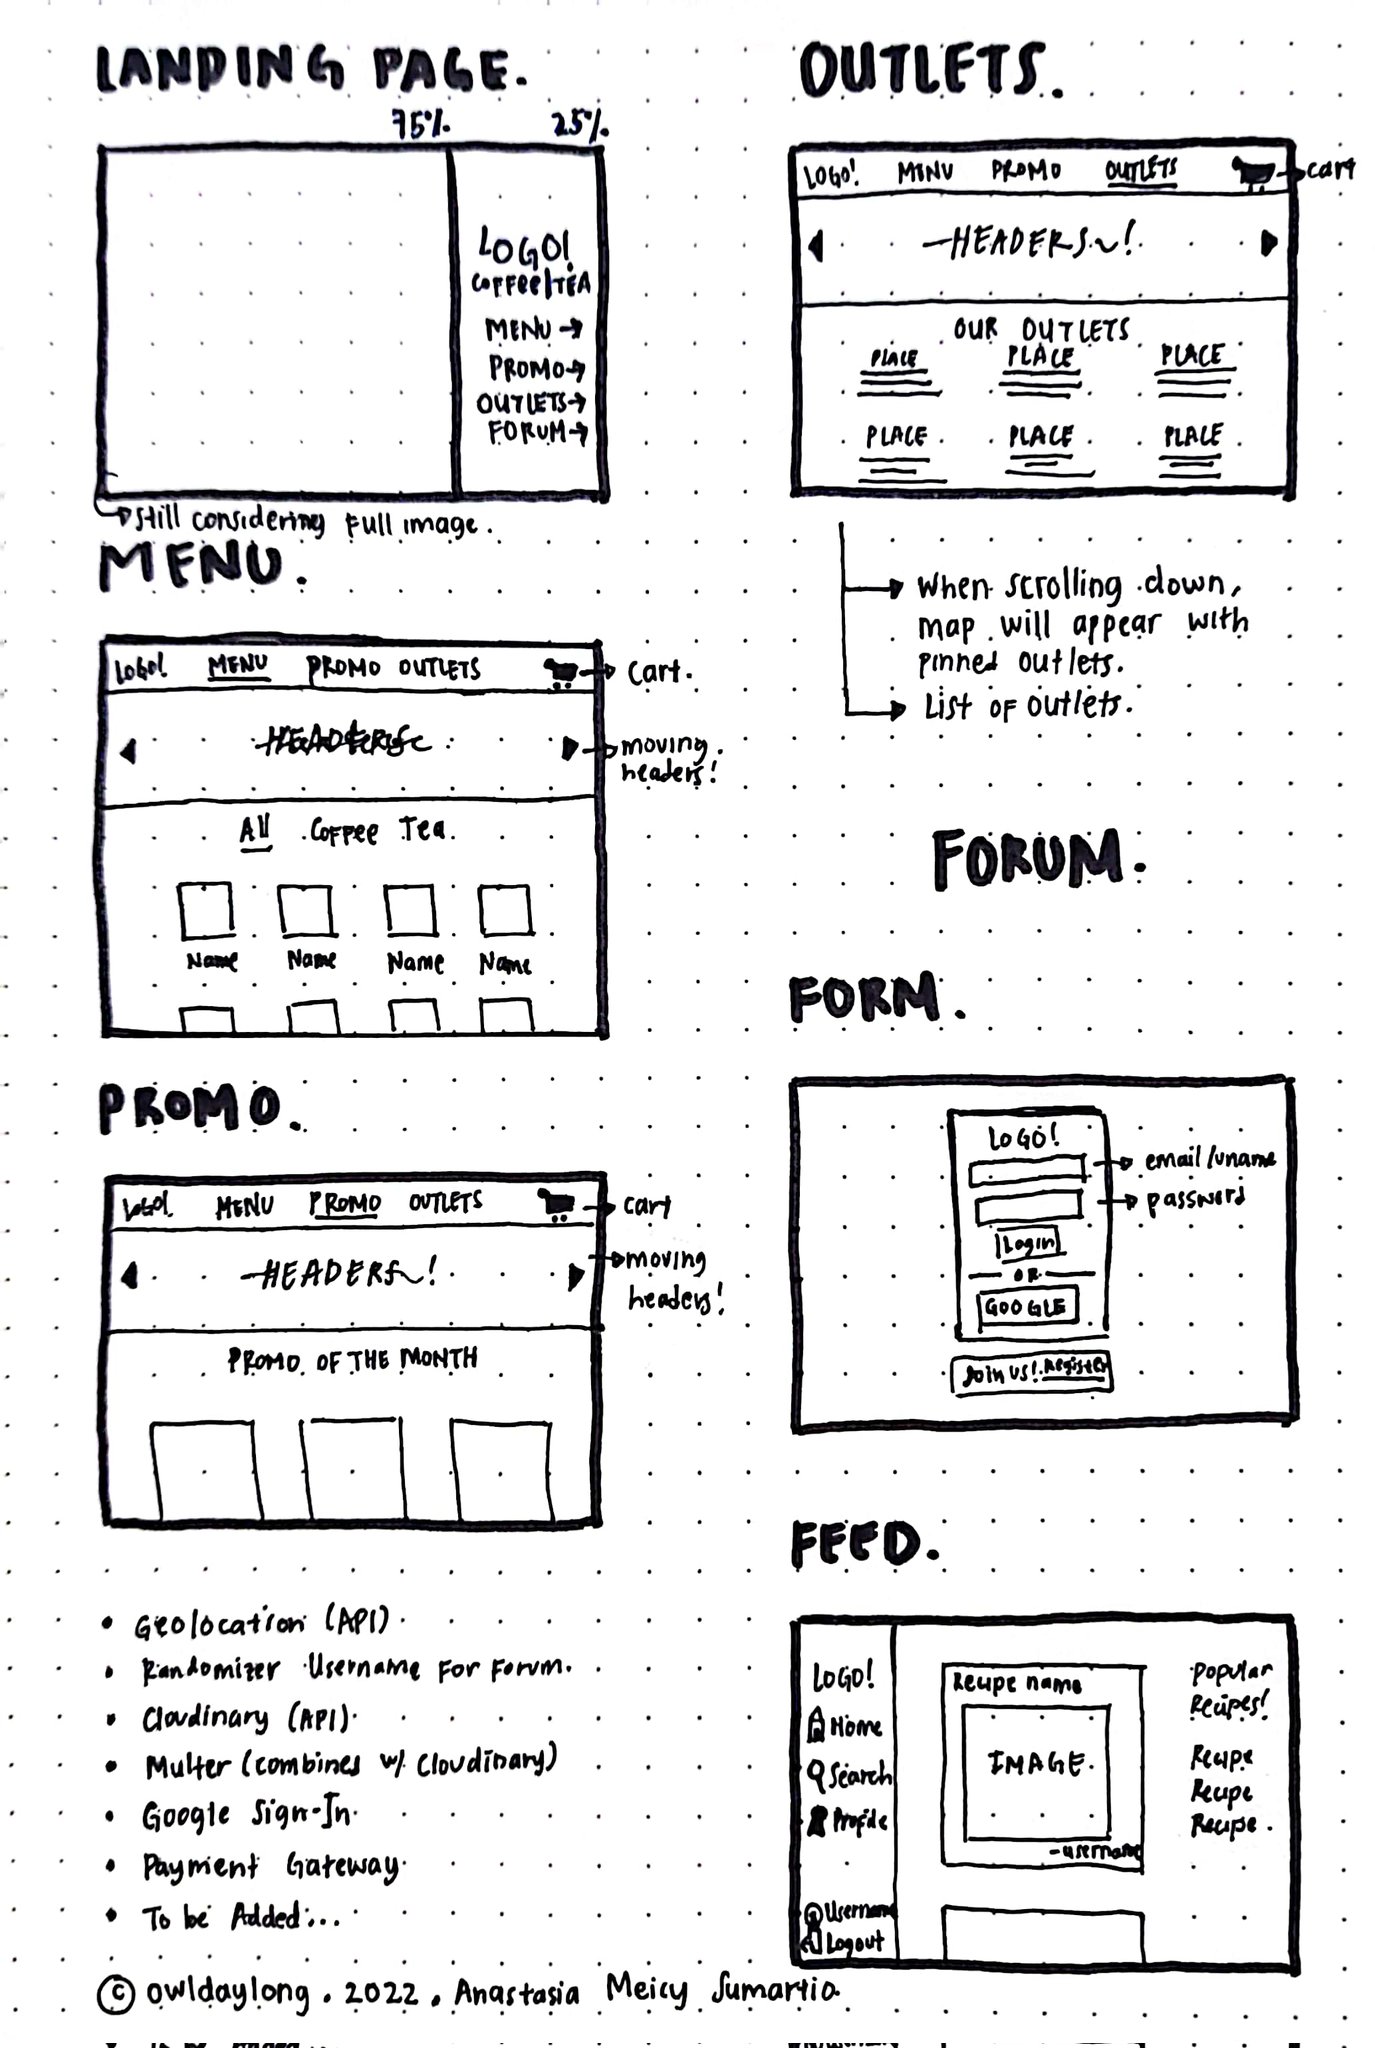 LANDING PAGE.
75%. 25%.
LOGO!
COFFEE|TEA
MENU →
PROMO→
OUTLETS→
FORUM→
still considering full image.
MENU.
LOGO! MENU PROMO OUTLETS
cart.
HEADERS
moving
headers!
All Coffee Tea.
Name Name Name Name
PROMO.
LOGO! MENU PROMO OUTLETS
cart
HEADERS~!
moving
headers!
PROMO OF THE MONTH
• Geolocation (API)
• Randomizer Username For Forum.
• Cloudinary (API)
• Multer (combines w/ Cloudinary)
• Google Sign-In
• Payment Gateway
• To be Added...
OUTLETS.
LOGO! MENU PROMO OUTLETS
cart
HEADERS~!
OUR OUTLETS
PLACE PLACE PLACE
PLACE PLACE PLACE
When scrolling down,
map will appear with
pinned outlets.
List of outlets.
FORUM.
FORM.
LOGO!
email/uname
password
Login
OR
GOOGLE
Join us! Register
FEED.
LOGO!
Home
Search
Profile
Username
Logout
Recipe name
IMAGE.
-username
Popular
Recipes!
Recipe
Recipe
Recipe.
© owldaylong. 2022. Anastasia Meicy Sumartio.